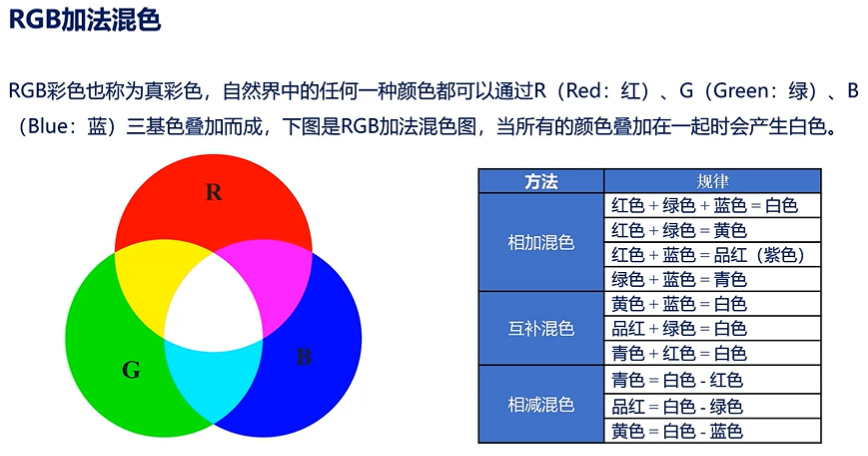 RGB加法混色
RGB彩色也称为真彩色，自然界中的任何一种颜色都可以通过R（Red：红）、G（Green：绿）、B
（Blue：蓝）三基色叠加而成，下图是RGB加法混色图，当所有的颜色叠加在一起时会产生白色。
R
G
B
方法 规律
相加混色
红色 + 绿色 + 蓝色 = 白色
红色 + 绿色 = 黄色
红色 + 蓝色 = 品红（紫色）
绿色 + 蓝色 = 青色
互补混色
黄色 + 蓝色 = 白色
品红 + 绿色 = 白色
青色 + 红色 = 白色
相减混色
青色 = 白色 - 红色
品红 = 白色 - 绿色
黄色 = 白色 - 蓝色